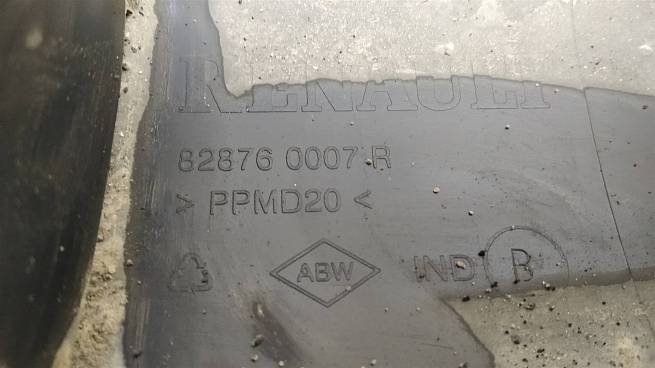 RENAULT
82876 0007 R
> PPMD20 <
ABW IND B